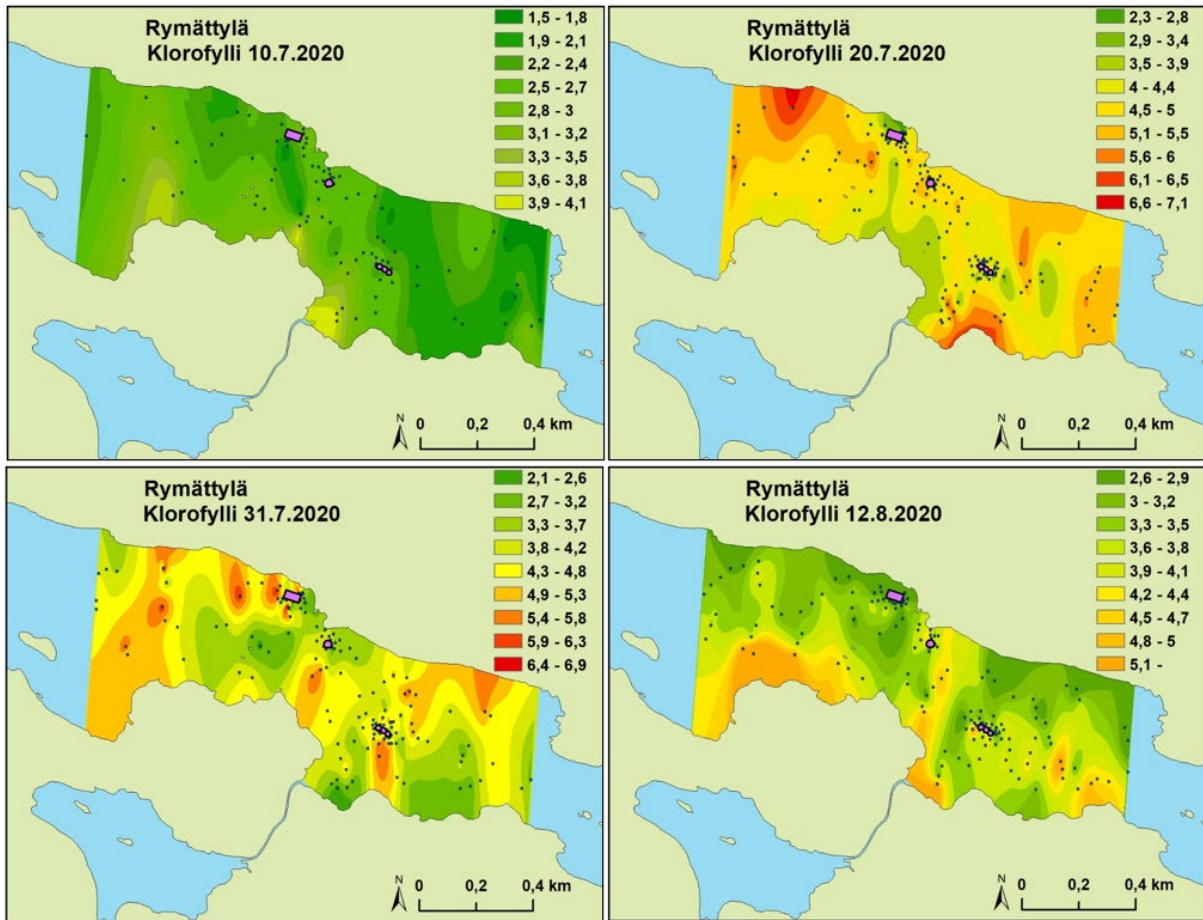 Rymättylä
Klorofylli 10.7.2020
1,5 - 1,8
1,9 - 2,1
2,2 - 2,4
2,5 - 2,7
2,8 - 3
3,1 - 3,2
3,3 - 3,5
3,6 - 3,8
3,9 - 4,1
N
0 0,2 0,4 km
Rymättylä
Klorofylli 20.7.2020
2,3 - 2,8
2,9 - 3,4
3,5 - 3,9
4 - 4,4
4,5 - 5
5,1 - 5,5
5,6 - 6
6,1 - 6,5
6,6 - 7,1
N
0 0,2 0,4 km
Rymättylä
Klorofylli 31.7.2020
2,1 - 2,6
2,7 - 3,2
3,3 - 3,7
3,8 - 4,2
4,3 - 4,8
4,9 - 5,3
5,4 - 5,8
5,9 - 6,3
6,4 - 6,9
N
0 0,2 0,4 km
Rymättylä
Klorofylli 12.8.2020
2,6 - 2,9
3 - 3,2
3,3 - 3,5
3,6 - 3,8
3,9 - 4,1
4,2 - 4,4
4,5 - 4,7
4,8 - 5
5,1 -
N
0 0,2 0,4 km